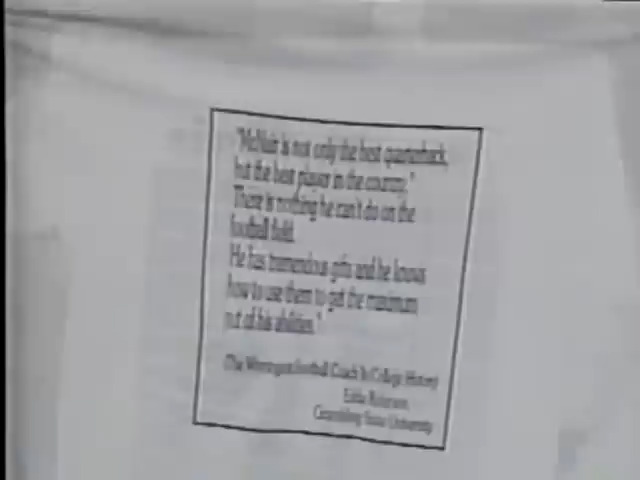 "McNair is not only the best quarterback,
but the best player in the country."
There is nothing he can't do on the
football field.
He has tremendous gifts and he knows
how to use them to get the maximum
out of his abilities."
(The Winningest Football Coach In College History)
Eddie Robinson
Grambling State University